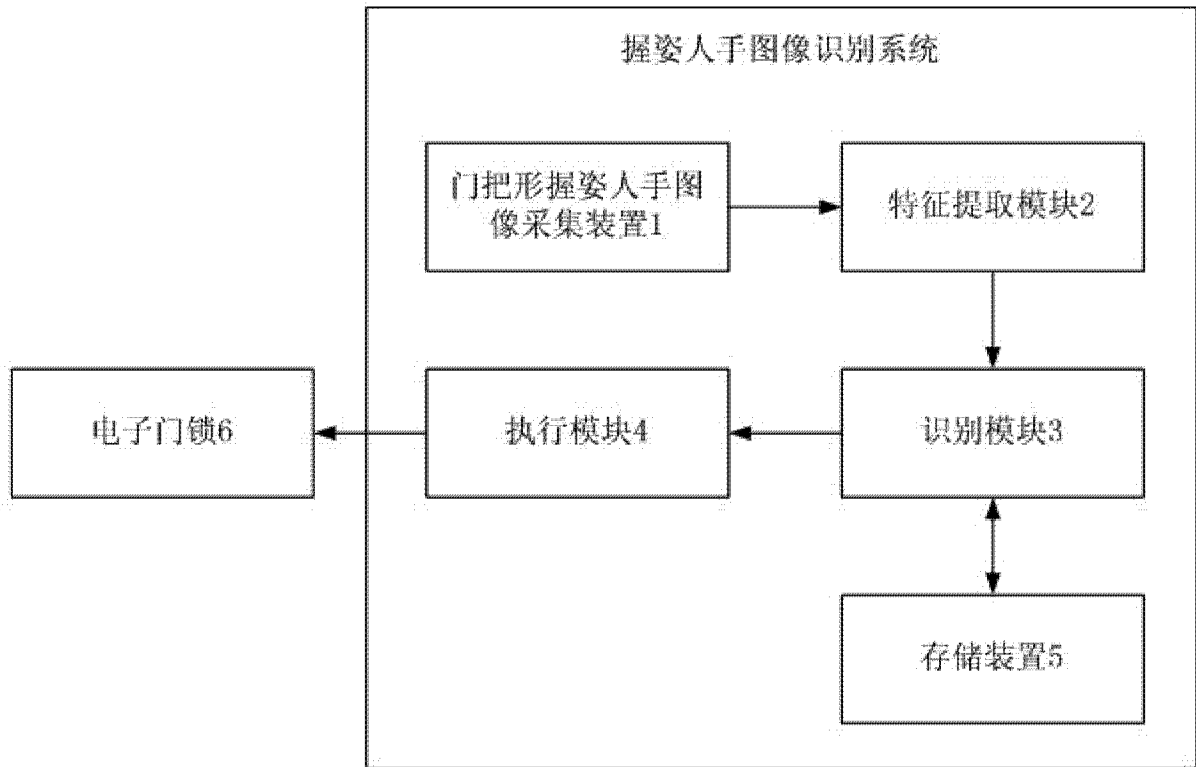 握姿人手图像识别系统
门把形握姿人手图
像采集装置1
特征提取模块2
电子门锁6
执行模块4
识别模块3
存储装置5